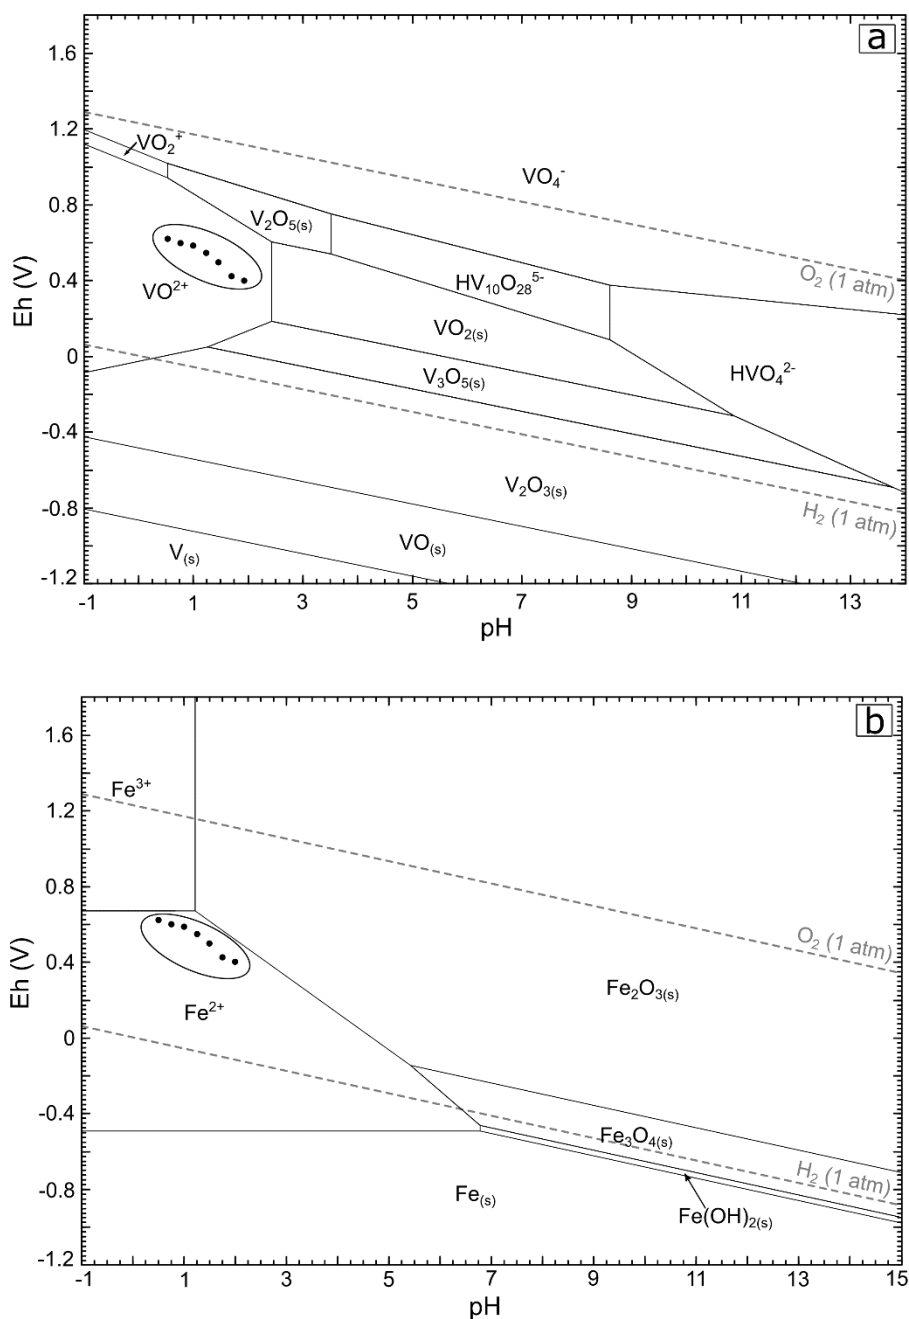 a
1.6
1.2
0.8
0.4
0
-0.4
-0.8
-1.2
Eh (V)
VO₂⁺
VO₄⁻
V₂O₅₍ₛ₎
O₂ (1 atm)
HV₁₀O₂₈⁵⁻
VO²⁺
VO₂₍ₛ₎
V₃O₅₍ₛ₎
HVO₄²⁻
V₂O₃₍ₛ₎
H₂ (1 atm)
VO₍ₛ₎
V₍ₛ₎
-1 1 3 5 7 9 11 13
pH
b
1.6
1.2
0.8
0.4
0
-0.4
-0.8
-1.2
Eh (V)
Fe³⁺
O₂ (1 atm)
Fe₂O₃₍ₛ₎
Fe²⁺
Fe₃O₄₍ₛ₎
H₂ (1 atm)
Fe₍ₛ₎
Fe(OH)₂₍ₛ₎
-1 1 3 5 7 9 11 13 15
pH